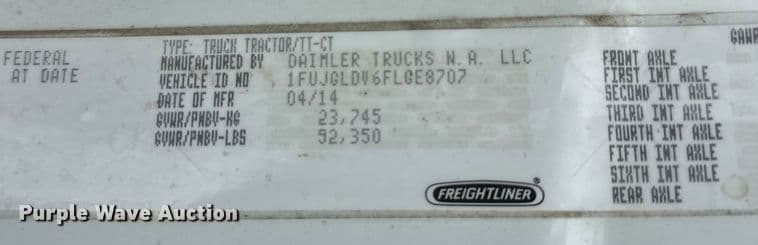 FEDERAL
AT DATE
TYPE: TRUCK TRACTOR/TT-CT
MANUFACTURED BY DAIMLER TRUCKS N.A. LLC
VEHICLE ID NO 1FUJGLDV6FLGE8707
DATE OF MFR 04/14
GVWR/PNBV-KG 23,745
GVWR/PNBV-LBS 52,350
GAWR
FRONT AXLE
FIRST INT AXLE
SECOND INT AXLE
THIRD INT AXLE
FOURTH INT AXLE
FIFTH INT AXLE
SIXTH INT AXLE
REAR AXLE
FREIGHTLINER®
Purple Wave Auction